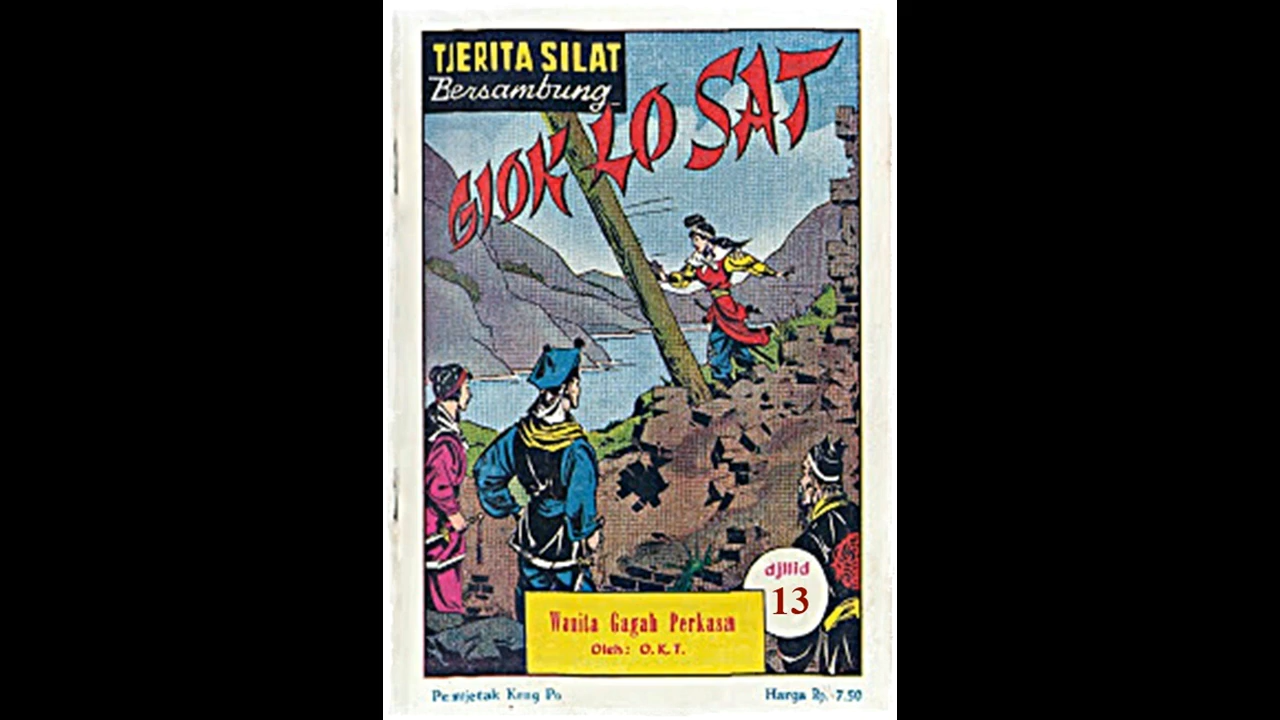 TJERITA SILAT
Bersambung
GIOK LO SAT
djilid
13
Wanita Gagah Perkasa
Oleh: O.K.T.
Pentjetak Keng Po
Harga Rp. 7.50